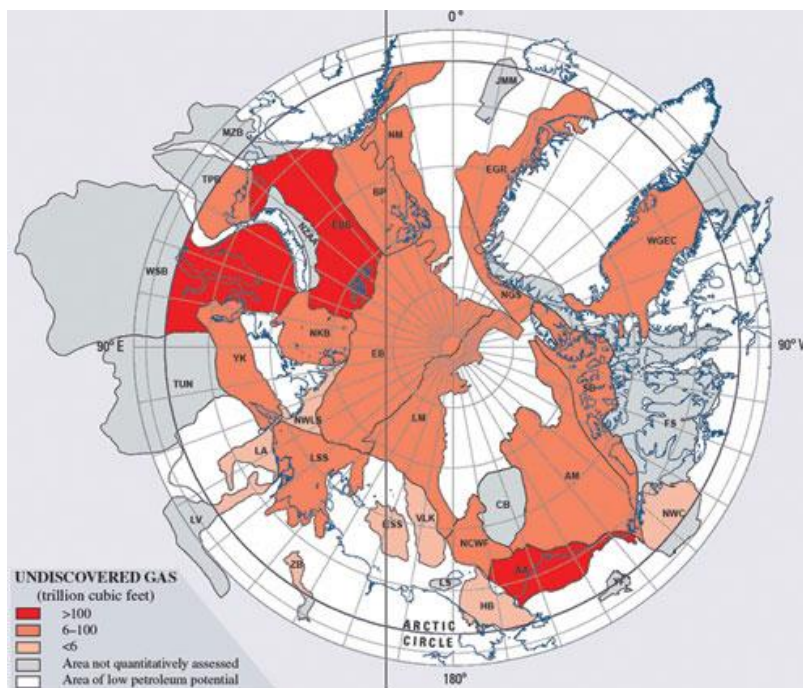 0°
JMM
MZB
NM
TPB
EGR
BP
EBB
NZAA
WGEC
WSB
NGS
NKB
90° E
90° W
EB
YK
TUN
SB
NWLS
LM
FS
LA
LSS
AM
CB
NWC
LV
ESS
VLK
NCWF
AA
ZB
LS
YF
HB
UNDISCOVERED GAS
(trillion cubic feet)
>100
6–100
<6
Area not quantitatively assessed
Area of low petroleum potential
ARCTIC
CIRCLE
180°